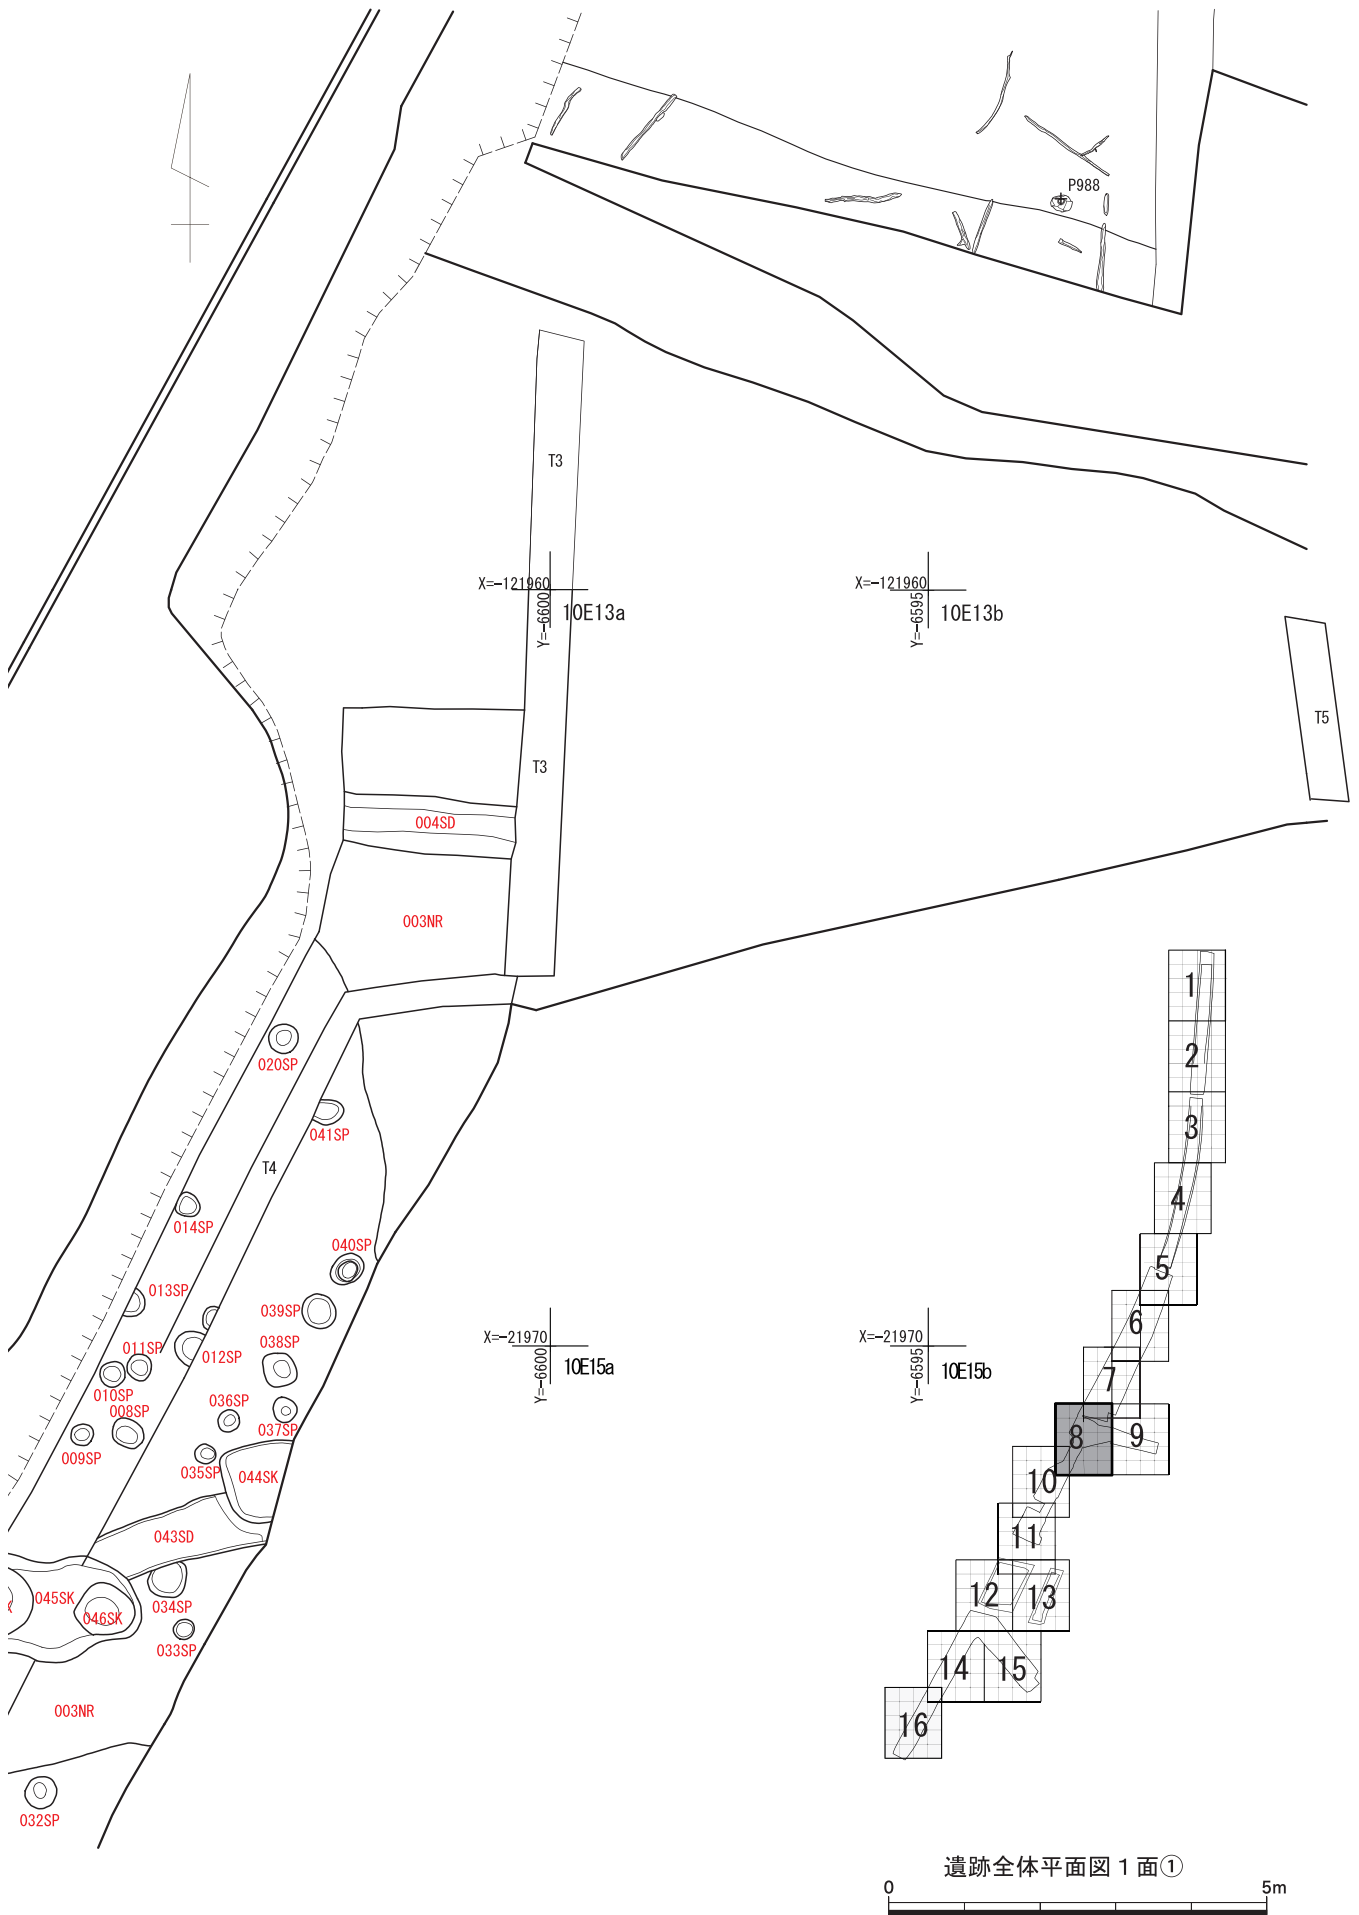 P988
T3
X=-121960
Y=-6600
10E13a
X=-121960
Y=-6595
10E13b
T5
T3
004SD
003NR
020SP
041SP
T4
014SP
040SP
013SP
039SP
038SP
011SP
012SP
X=-21970
Y=-6600
10E15a
X=-21970
Y=-6595
10E15b
010SP
008SP
036SP
037SP
009SP
035SP
044SK
043SD
045SK
046SK
034SP
033SP
003NR
032SP
1
2
3
4
5
6
7
8
9
10
11
12
13
14
15
16
遺跡全体平面図1面①
0
5m